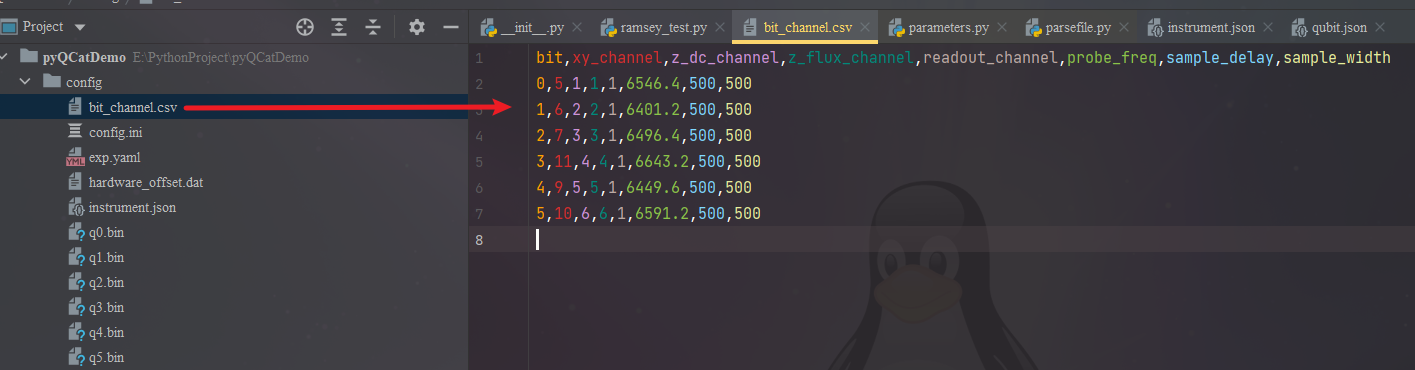 config
Project
__init__.py
ramsey_test.py
bit_channel.csv
parameters.py
parsefile.py
instrument.json
qubit.json
pyQCatDemo E:\PythonProject\pyQCatDemo
config
bit_channel.csv
config.ini
YML exp.yaml
hardware_offset.dat
instrument.json
q0.bin
q1.bin
q2.bin
q3.bin
q4.bin
q5.bin
1 bit,xy_channel,z_dc_channel,z_flux_channel,readout_channel,probe_freq,sample_delay,sample_width
2 0,5,1,1,1,6546.4,500,500
3 1,6,2,2,1,6401.2,500,500
4 2,7,3,3,1,6496.4,500,500
5 3,11,4,4,1,6643.2,500,500
6 4,9,5,5,1,6449.6,500,500
7 5,10,6,6,1,6591.2,500,500
8